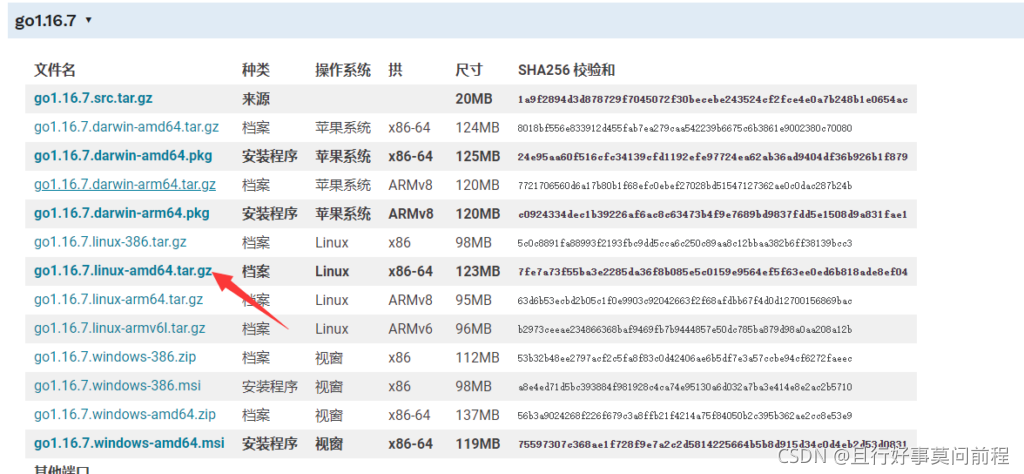 go1.16.7 ▾
文件名 种类 操作系统 拱 尺寸 SHA256 校验和
go1.16.7.src.tar.gz 来源 20MB 1a9f2894d3d878729f7045072f30becebe243524cf2fce4e0a7b248b1e0654ac
go1.16.7.darwin-amd64.tar.gz 档案 苹果系统 x86-64 124MB 8018bf556e833912d455fab7ea279caa542239b6675c6b3861e9002380c70080
go1.16.7.darwin-amd64.pkg 安装程序 苹果系统 x86-64 125MB 24e95aa60f516cfc34139cfd1192efe97724ea62ab36ad9404df36b926b1f879
go1.16.7.darwin-arm64.tar.gz 档案 苹果系统 ARMv8 120MB 7721706560d6a17b80b1f68efc0ebef27028bd51547127362ae0c0dac287b24b
go1.16.7.darwin-arm64.pkg 安装程序 苹果系统 ARMv8 120MB c0924334dec1b39226af6ac8c63473b4f9e7689bd9837fdd5e1508d9a831fae1
go1.16.7.linux-386.tar.gz 档案 Linux x86 98MB 5c0c8891fa88993f2193fbc9dd5cca6c250c89aa8c12bbaa382b6ff38139bcc3
go1.16.7.linux-amd64.tar.gz 档案 Linux x86-64 123MB 7fe7a73f55ba3e2285da36f8b085e5c0159e9564ef5f63ee0ed6b818ade8ef04
go1.16.7.linux-arm64.tar.gz 档案 Linux ARMv8 95MB 63d6b53ecbd2b05c1f0e9903c92042663f2f68afdbb67f4d0d12700156869bac
go1.16.7.linux-armv6l.tar.gz 档案 Linux ARMv6 96MB b2973ceeae234866368baf9469fb7b9444857e50dc785ba879d98a0aa208a12b
go1.16.7.windows-386.zip 档案 视窗 x86 112MB 53b32b48ee2797acf2c5fa8f83c0d42406ae6b5df7e3a57ccbe94cf6272faeec
go1.16.7.windows-386.msi 安装程序 视窗 x86 98MB a8e4ed71d5bc393884f981928c4ca74e95130a6d032a7ba3e414e8e2ac2b5710
go1.16.7.windows-amd64.zip 档案 视窗 x86-64 137MB 56b3a9024268f226f679c3a8ffb21f4214a75f84050b2c395b362ae2cc8e53e9
go1.16.7.windows-amd64.msi 安装程序 视窗 x86-64 119MB 75597307c368ae1f728f9e7a2c2d5814225664b5b8d915d34c0d4eb2d53d0831
其他端口
CSDN @且行好事莫问前程